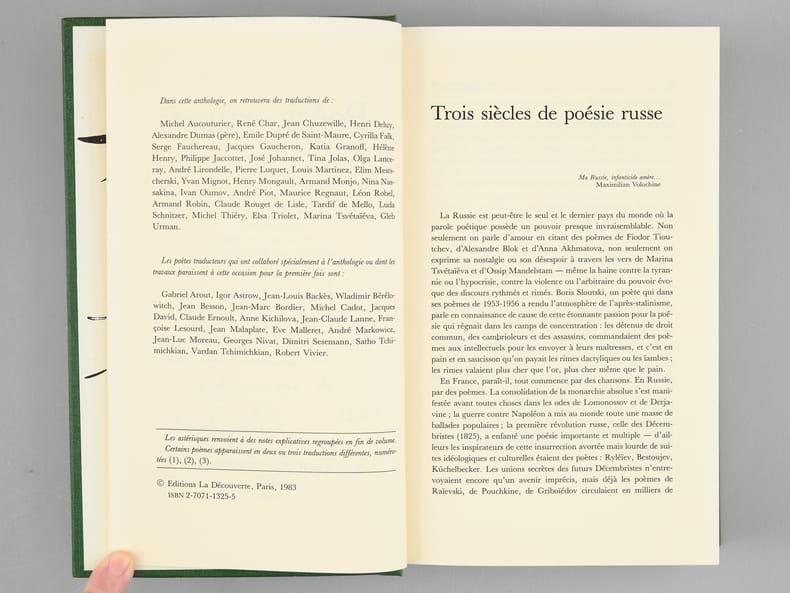 Dans cette anthologie, on retrouvera des traductions de :
Michel Aucouturier, René Char, Jean Chuzewille, Henri Deluy,
Alexandre Dumas (père), Emile Dupré de Saint-Maure, Cyrilla Falk,
Serge Fauchereau, Jacques Gaucheron, Katia Granoff, Hélène
Henry, Philippe Jaccottet, José Johannet, Tina Jolas, Olga Lance-
ray, André Lirondelle, Pierre Luquet, Louis Martinez, Elim Mests-
cherski, Yvan Mignot, Henry Mongault, Armand Monjo, Nina Nas-
sakina, Ivan Oumov, André Piot, Maurice Regnaut, Léon Robel,
Armand Robin, Claude Rouget de Lisle, Tardif de Mello, Luda
Schnitzer, Michel Thiéry, Elsa Triolet, Marina Tsvétaïéva, Gleb
Urman.
Les poètes traducteurs qui ont collaboré spécialement à l'anthologie ou dont les
travaux paraissent à cette occasion pour la première fois sont :
Gabriel Arout, Igor Astrow, Jean-Louis Backès, Wladimir Bérélo-
witch, Jean Besson, Jean-Marc Bordier, Michel Cadot, Jacques
David, Claude Ernoult, Anne Kichilova, Jean-Claude Lanne, Fran-
çoise Lesourd, Jean Malaplate, Eve Malleret, André Markowicz,
Jean-Luc Moreau, Georges Nivat, Dimitri Sesemann, Satho Tchi-
michkian, Vardan Tchimichkian, Robert Vivier.
Les astérisques renvoient à des notes explicatives regroupées en fin de volume.
Certains poèmes apparaissent en deux ou trois traductions différentes, numéro-
tées (1), (2), (3).
© Editions La Découverte, Paris, 1983
ISBN 2-7071-1325-5
Trois siècles de poésie russe
Ma Russie, infanticide amère...
Maximilian Volochine
La Russie est peut-être le seul et le dernier pays du monde où la
parole poétique possède un pouvoir presque invraisemblable. Non
seulement on parle d'amour en citant des poèmes de Fiodor Tiou-
tchev, d'Alexandre Blok et d'Anna Akhmatova, non seulement on
exprime sa nostalgie ou son désespoir à travers les vers de Marina
Tsvétaïéva et d'Ossip Mandelstam — même la haine contre la tyran-
nie ou l'hypocrisie, contre la violence ou l'arbitraire du pouvoir évo-
que des discours rythmés et rimés. Boris Sloutski, un poète qui dans
ses poèmes de 1953-1956 a rendu l'atmosphère de l'après-stalinisme,
parle en connaissance de cause de cette étonnante passion pour la poé-
sie qui régnait dans les camps de concentration : les détenus de droit
commun, des cambrioleurs et des assassins, commandaient des poè-
mes aux intellectuels pour les envoyer à leurs maîtresses, et c'est en
pain et en saucisson qu'on payait les rimes dactyliques ou les ïambes ;
les rimes valaient plus cher que l'or, plus cher même que le pain.
En France, paraît-il, tout commence par des chansons. En Russie,
par des poèmes. La consolidation de la monarchie absolue s'est mani-
festée avant toutes choses dans les odes de Lomonossov et de Derja-
vine ; la guerre contre Napoléon a mis au monde toute une masse de
ballades populaires ; la première révolution russe, celle des Décem-
bristes (1825), a enfanté une poésie importante et multiple — d'ail-
leurs les inspirateurs de cette insurrection avortée mais lourde de sui-
tes idéologiques et culturelles étaient des poètes : Ryléïev, Bestoujev,
Küchelbecker. Les unions secrètes des futurs Décembristes n'entre-
voyaient encore qu'un avenir imprécis, mais déjà les poèmes de
Raïevski, de Pouchkine, de Griboïédov circulaient en milliers de